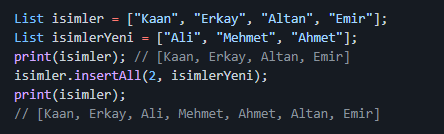 List isimler = ["Kaan", "Erkay", "Altan", "Emir"];
List isimlerYeni = ["Ali", "Mehmet", "Ahmet"];
print(isimler); // [Kaan, Erkay, Altan, Emir]
isimler.insertAll(2, isimlerYeni);
print(isimler);
// [Kaan, Erkay, Ali, Mehmet, Ahmet, Altan, Emir]